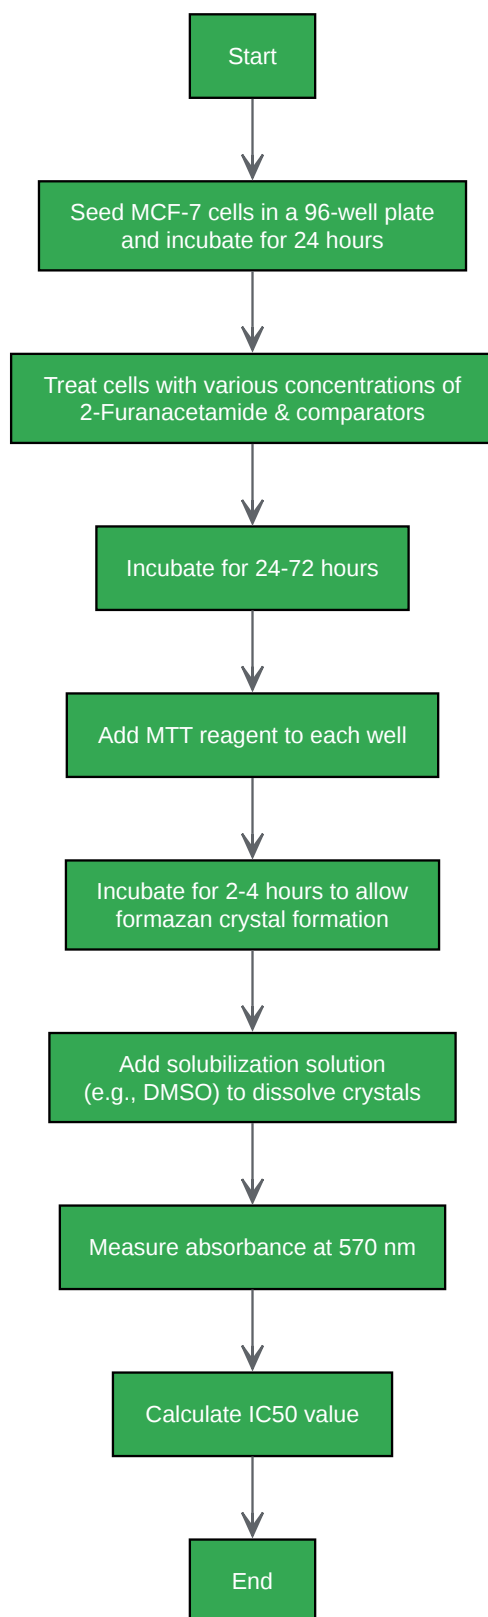 Start
Seed MCF-7 cells in a 96-well plate
and incubate for 24 hours
Treat cells with various concentrations of
2-Furanacetamide & comparators
Incubate for 24-72 hours
Add MTT reagent to each well
Incubate for 2-4 hours to allow
formazan crystal formation
Add solubilization solution
(e.g., DMSO) to dissolve crystals
Measure absorbance at 570 nm
Calculate IC50 value
End